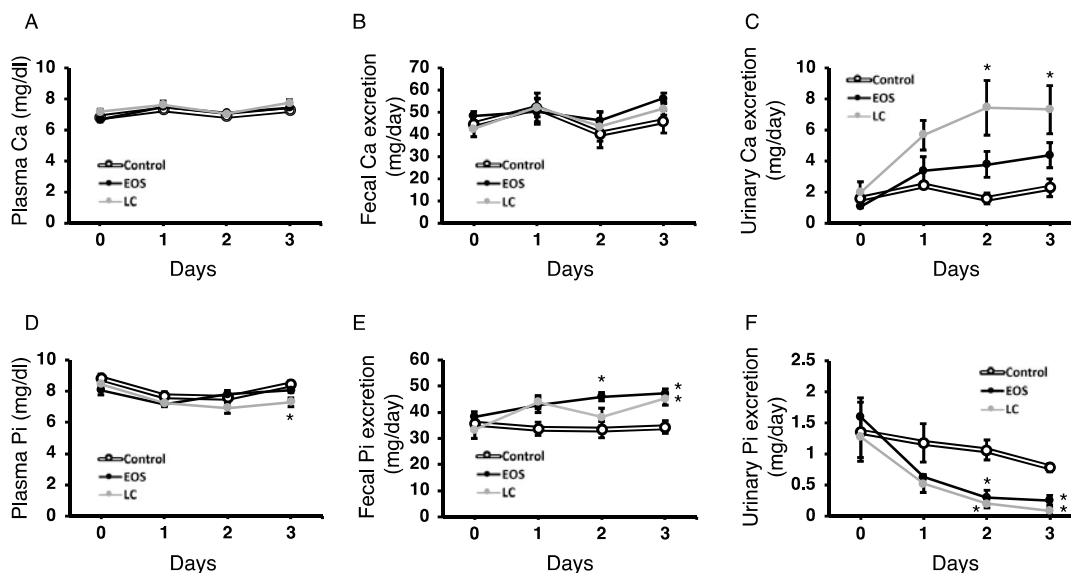 A
Plasma Ca (mg/dl)
10
8
6
4
2
0
Control
EOS
LC
0 1 2 3
Days
B
Fecal Ca excretion
(mg/day)
70
60
50
40
30
20
10
0
Control
EOS
LC
0 1 2 3
Days
C
Urinary Ca excretion
(mg/day)
10
8
6
4
2
0
Control
EOS
LC
* *
0 1 2 3
Days
D
Plasma Pi (mg/dl)
10
8
6
4
2
0
Control
EOS
LC
*
0 1 2 3
Days
E
Fecal Pi excretion
(mg/day)
60
50
40
30
20
10
0
* *
*
Control
EOS
LC
0 1 2 3
Days
F
Urinary Pi excretion
(mg/day)
2.5
2
1.5
1
0.5
0
Control
EOS
LC
* *
* *
0 1 2 3
Days